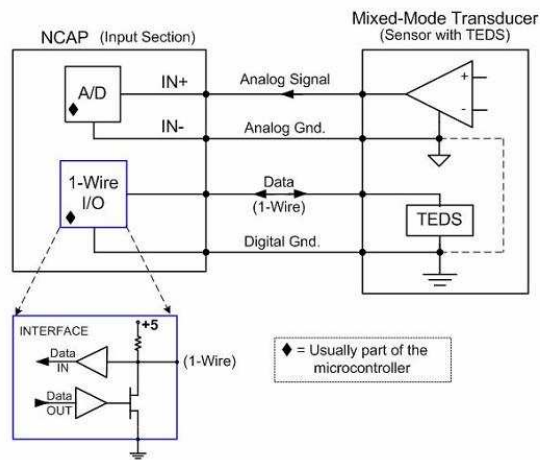 Mixed-Mode Transducer
(Sensor with TEDS)
NCAP (Input Section)
A/D
IN+
Analog Signal
+
-
IN-
Analog Gnd.
1-Wire
I/O
Data
(1-Wire)
TEDS
Digital Gnd.
INTERFACE
+5
Data
IN
(1-Wire)
Data
OUT
♦ = Usually part of the
microcontroller